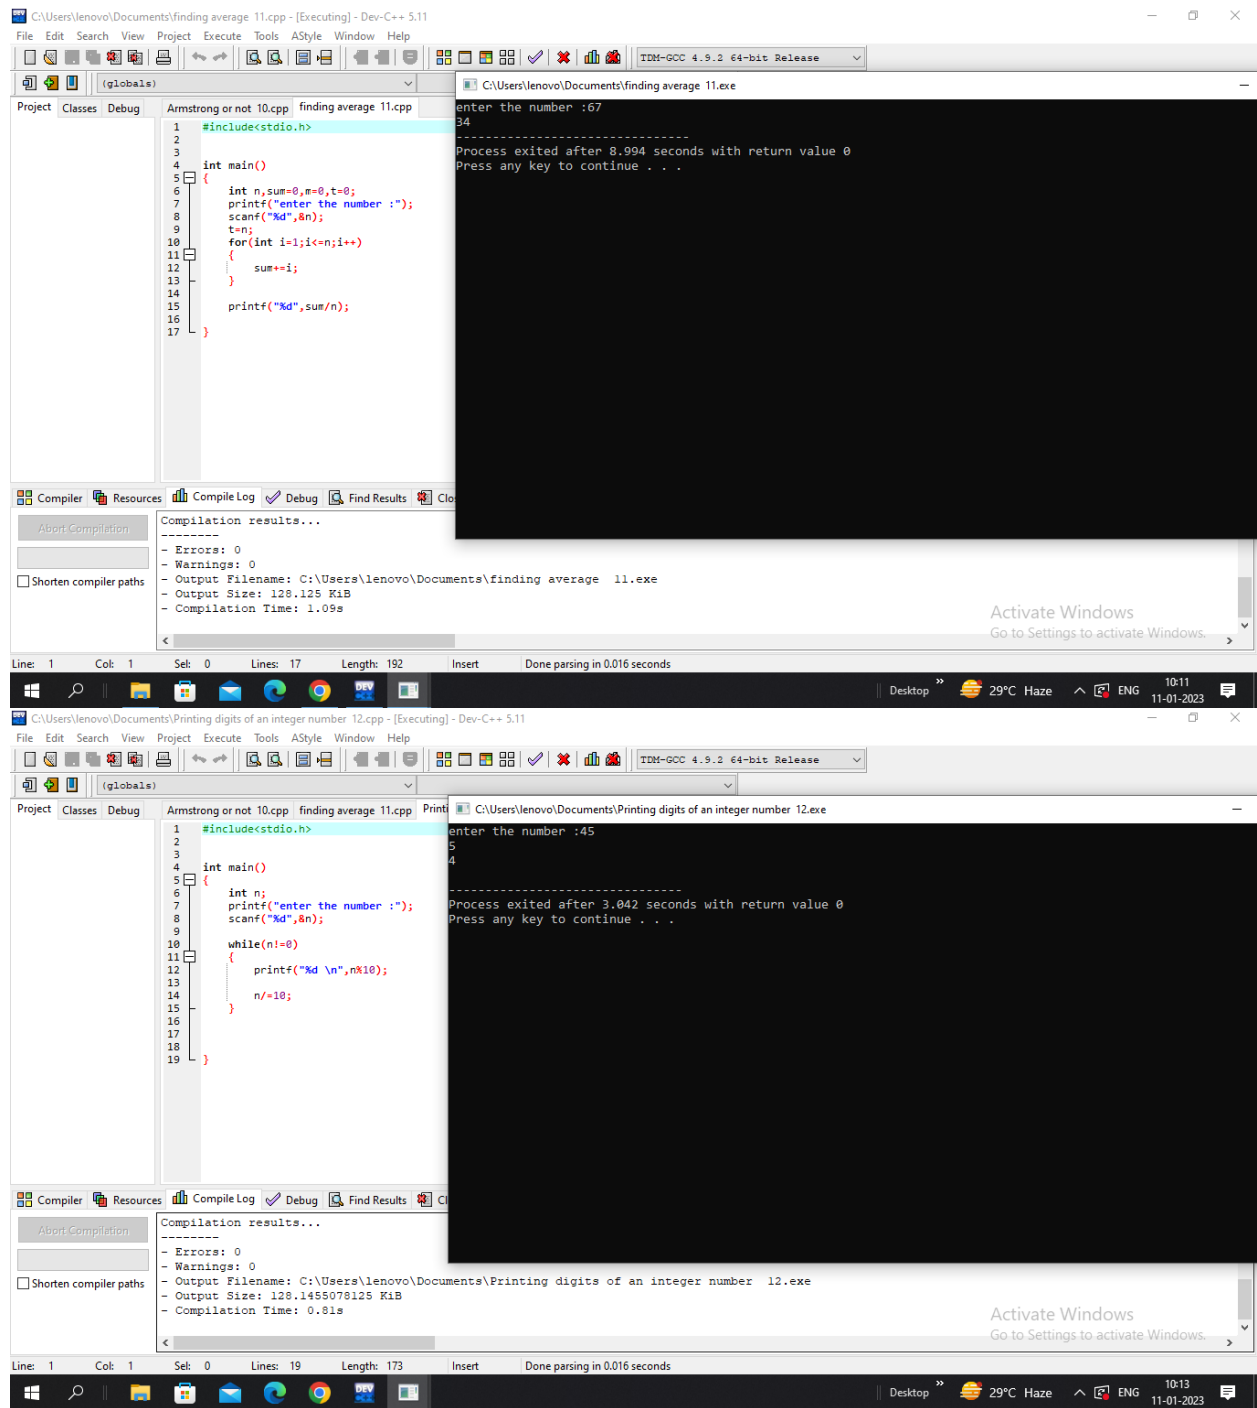 C:\Users\lenovo\Documents\finding average  11.cpp - [Executing] - Dev-C++ 5.11
File Edit Search View Project Execute Tools AStyle Window Help
TDM-GCC 4.9.2 64-bit Release
(globals)
C:\Users\lenovo\Documents\finding average  11.exe
Project Classes Debug
Armstrong or not  10.cpp finding average  11.cpp
enter the number :67
34
--------------------------------
Process exited after 8.994 seconds with return value 0
Press any key to continue . . .
1 #include<stdio.h>
2
3
4 int main()
5 {
6 int n,sum=0,m=0,t=0;
7 printf("enter the number :");
8 scanf("%d",&n);
9 t=n;
10 for(int i=1;i<=n;i++)
11 {
12 sum+=i;
13 }
14
15 printf("%d",sum/n);
16
17 }
Compiler Resources Compile Log Debug Find Results Clo
Abort Compilation
Shorten compiler paths
Compilation results...
--------
- Errors: 0
- Warnings: 0
- Output Filename: C:\Users\lenovo\Documents\finding average  11.exe
- Output Size: 128.125 KiB
- Compilation Time: 1.09s
Activate Windows
Go to Settings to activate Windows.
Line: 1 Col: 1 Sel: 0 Lines: 17 Length: 192 Insert Done parsing in 0.016 seconds
DEV
Desktop » 29°C Haze ENG 10:11
11-01-2023
C:\Users\lenovo\Documents\Printing digits of an integer number  12.cpp - [Executing] - Dev-C++ 5.11
File Edit Search View Project Execute Tools AStyle Window Help
TDM-GCC 4.9.2 64-bit Release
(globals)
Project Classes Debug
Armstrong or not  10.cpp finding average  11.cpp Printi
C:\Users\lenovo\Documents\Printing digits of an integer number  12.exe
enter the number :45
5
4
--------------------------------
Process exited after 3.042 seconds with return value 0
Press any key to continue . . .
1 #include<stdio.h>
2
3
4 int main()
5 {
6 int n;
7 printf("enter the number :");
8 scanf("%d",&n);
9
10 while(n!=0)
11 {
12 printf("%d \n",n%10);
13
14 n/=10;
15 }
16
17
18
19 }
Compiler Resources Compile Log Debug Find Results Cl
Abort Compilation
Shorten compiler paths
Compilation results...
--------
- Errors: 0
- Warnings: 0
- Output Filename: C:\Users\lenovo\Documents\Printing digits of an integer number  12.exe
- Output Size: 128.1455078125 KiB
- Compilation Time: 0.81s
Activate Windows
Go to Settings to activate Windows.
Line: 1 Col: 1 Sel: 0 Lines: 19 Length: 173 Insert Done parsing in 0.016 seconds
DEV
Desktop » 29°C Haze ENG 10:13
11-01-2023